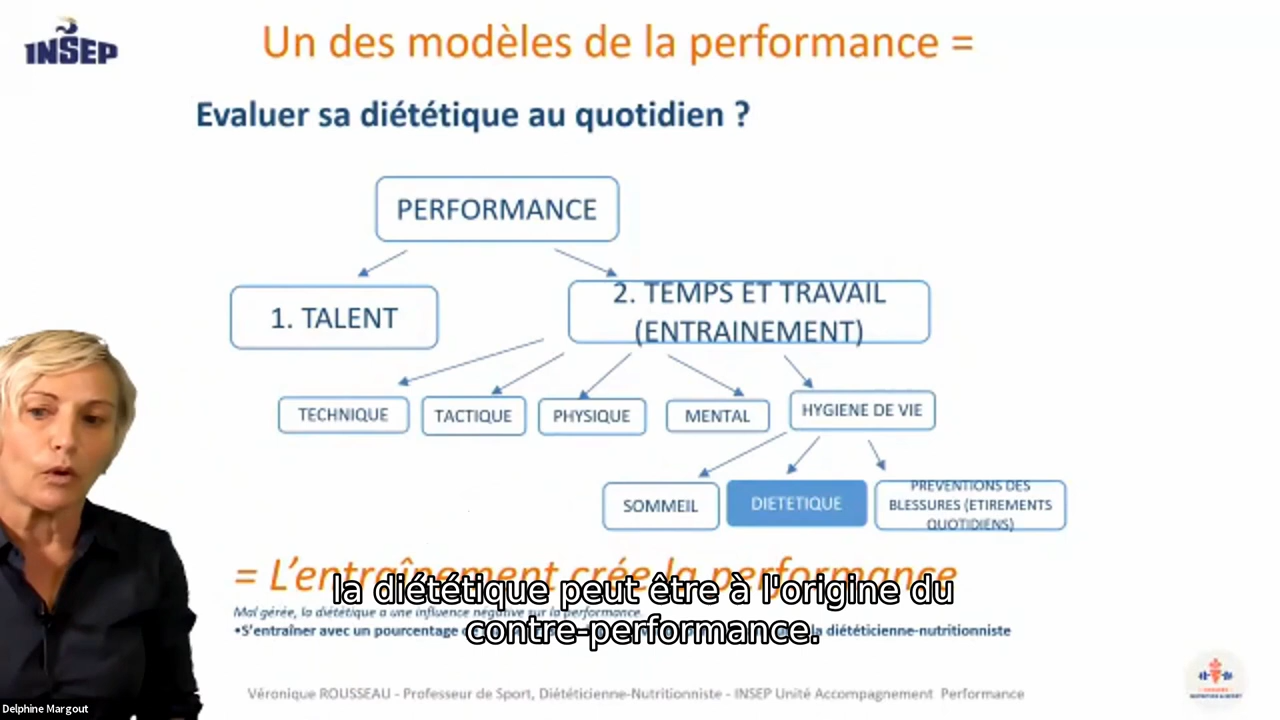 INSEP
Un des modèles de la performance =
Evaluer sa diététique au quotidien ?
PERFORMANCE
1. TALENT
2. TEMPS ET TRAVAIL
(ENTRAINEMENT)
TECHNIQUE
TACTIQUE
PHYSIQUE
MENTAL
HYGIENE DE VIE
SOMMEIL
DIETETIQUE
PREVENTIONS DES
BLESSURES (ETIREMENTS
QUOTIDIENS)
= L’entraînement crée la performance
la diététique peut être à l'origine du
contre-performance.
Mal gérée, la diététique a une influence négative sur la performance.
•S’entraîner avec un pourcentage la diététicienne-nutritionniste
Véronique ROUSSEAU - Professeur de Sport, Diététicienne-Nutritionniste - INSEP Unité Accompagnement Performance
Delphine Margout